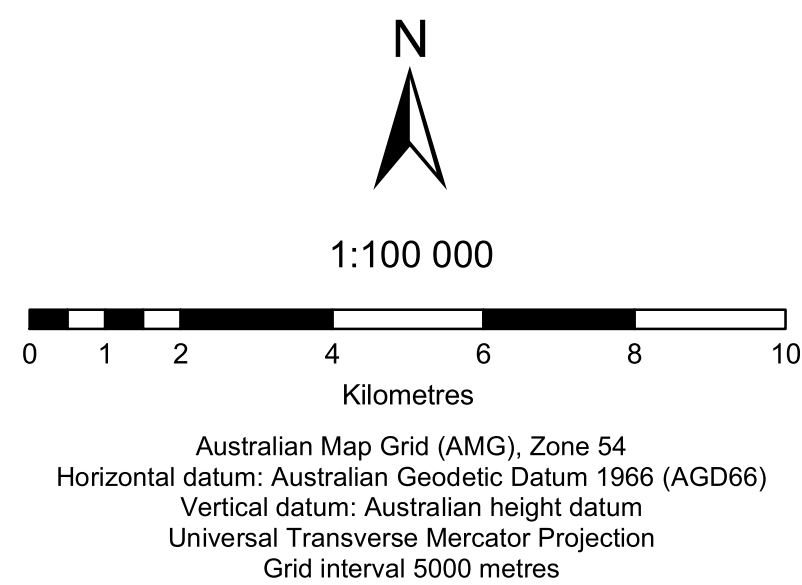 N
1:100 000
0 1 2 4 6 8 10
Kilometres
Australian Map Grid (AMG), Zone 54
Horizontal datum: Australian Geodetic Datum 1966 (AGD66)
Vertical datum: Australian height datum
Universal Transverse Mercator Projection
Grid interval 5000 metres